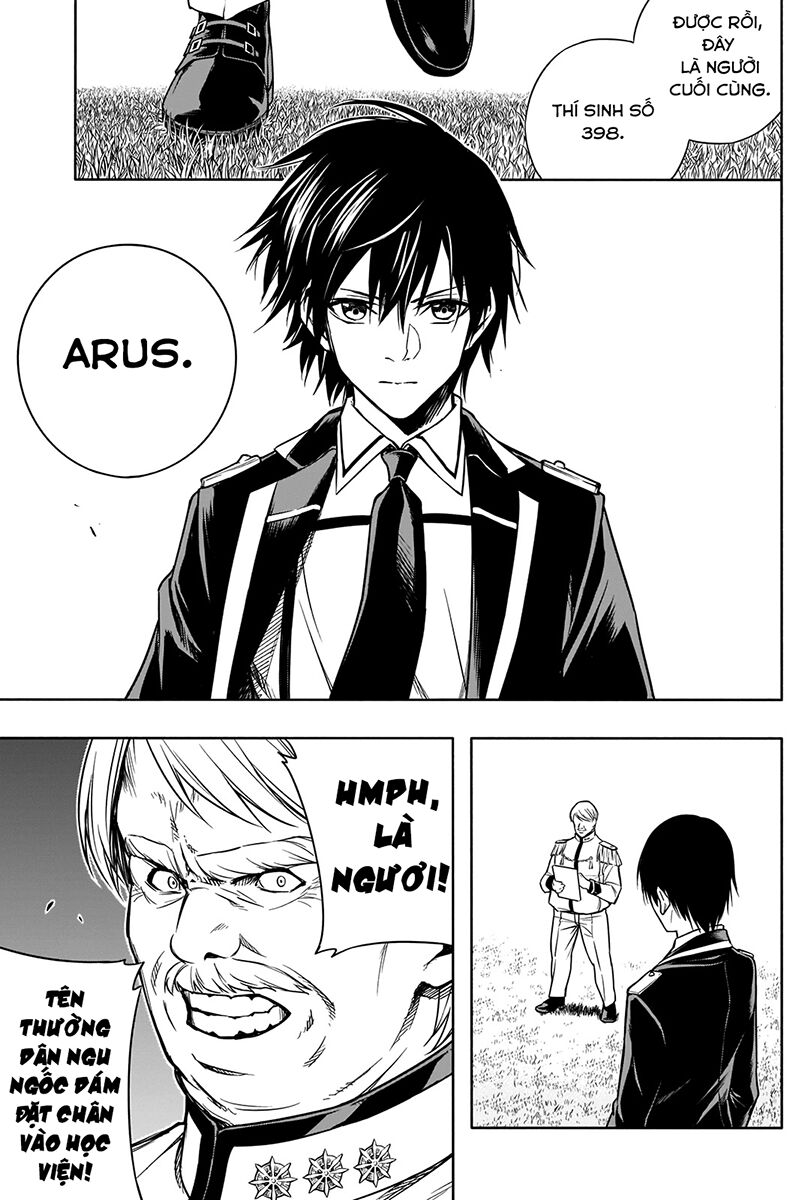 ĐƯỢC RỒI,
ĐÂY
LÀ NGƯỜI
CUỐI CÙNG.
THÍ SINH SỐ
398.
ARUS.
HMPH,
LÀ
NGƯƠI!
TÊN
THƯỜNG
DÂN NGU
NGỐC DÁM
ĐẶT CHÂN
VÀO HỌC
VIỆN!